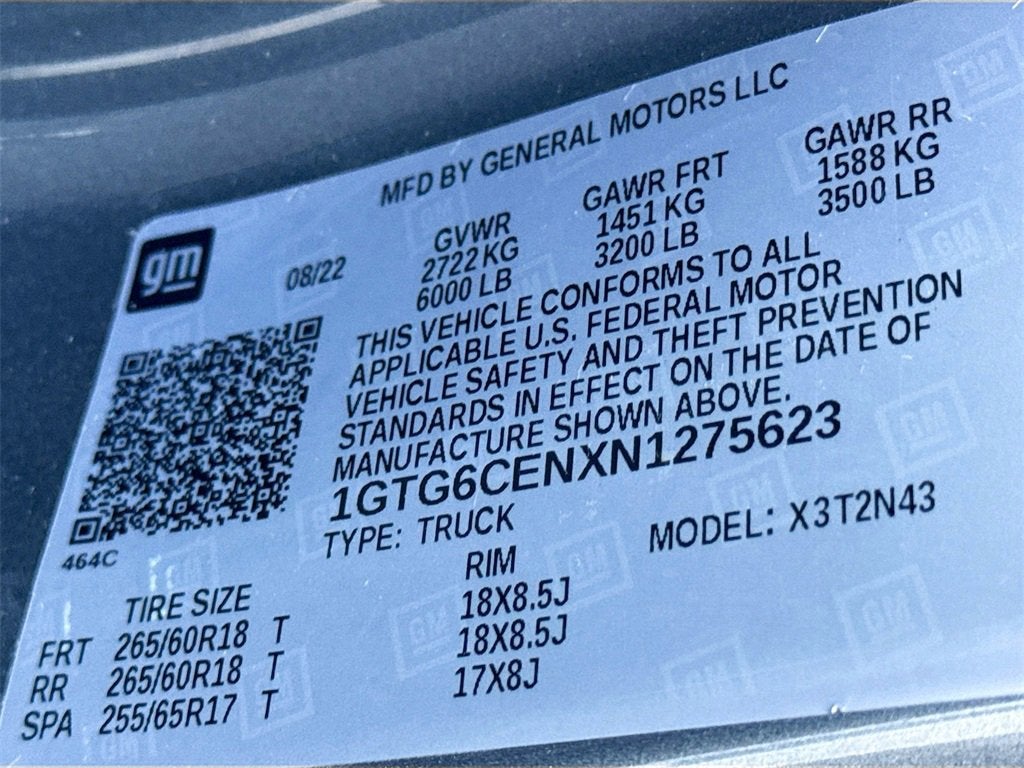 MFD BY GENERAL MOTORS LLC
gm
08/22
GVWR
2722 KG
6000 LB
GAWR FRT
1451 KG
3200 LB
GAWR RR
1588 KG
3500 LB
THIS VEHICLE CONFORMS TO ALL
APPLICABLE U.S. FEDERAL MOTOR
VEHICLE SAFETY AND THEFT PREVENTION
STANDARDS IN EFFECT ON THE DATE OF
MANUFACTURE SHOWN ABOVE.
1GTG6CENXN1275623
TYPE: TRUCK MODEL: X3T2N43
464C
TIRE SIZE RIM
FRT 265/60R18 T 18X8.5J
RR 265/60R18 T 18X8.5J
SPA 255/65R17 T 17X8J